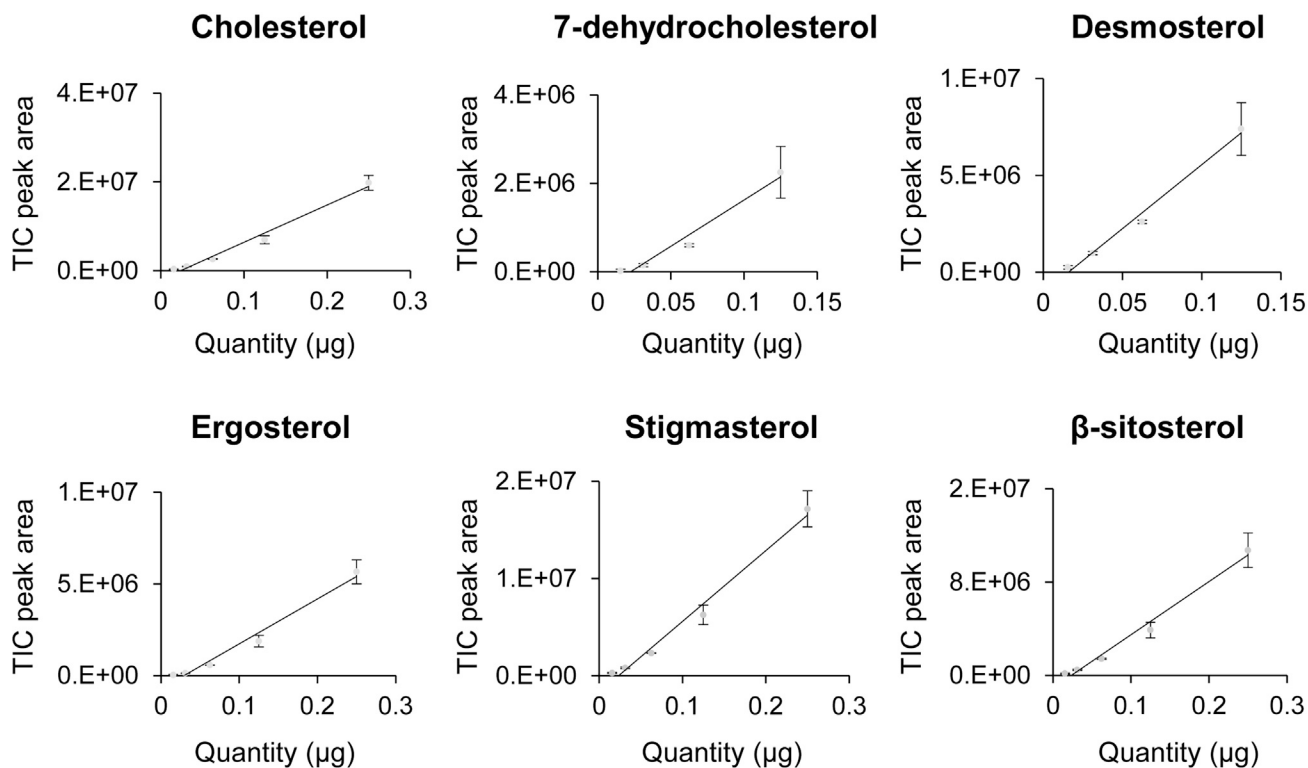 Cholesterol
7-dehydrocholesterol
Desmosterol
TIC peak area
4.E+07
2.E+07
0.E+00
0 0.1 0.2 0.3
Quantity (µg)
TIC peak area
4.E+06
2.E+06
0.E+00
0 0.05 0.1 0.15
Quantity (µg)
TIC peak area
1.E+07
5.E+06
0.E+00
0 0.05 0.1 0.15
Quantity (µg)
Ergosterol
Stigmasterol
β-sitosterol
TIC peak area
1.E+07
5.E+06
0.E+00
0 0.1 0.2 0.3
Quantity (µg)
TIC peak area
2.E+07
1.E+07
0.E+00
0 0.1 0.2 0.3
Quantity (µg)
TIC peak area
2.E+07
8.E+06
0.E+00
0 0.1 0.2 0.3
Quantity (µg)